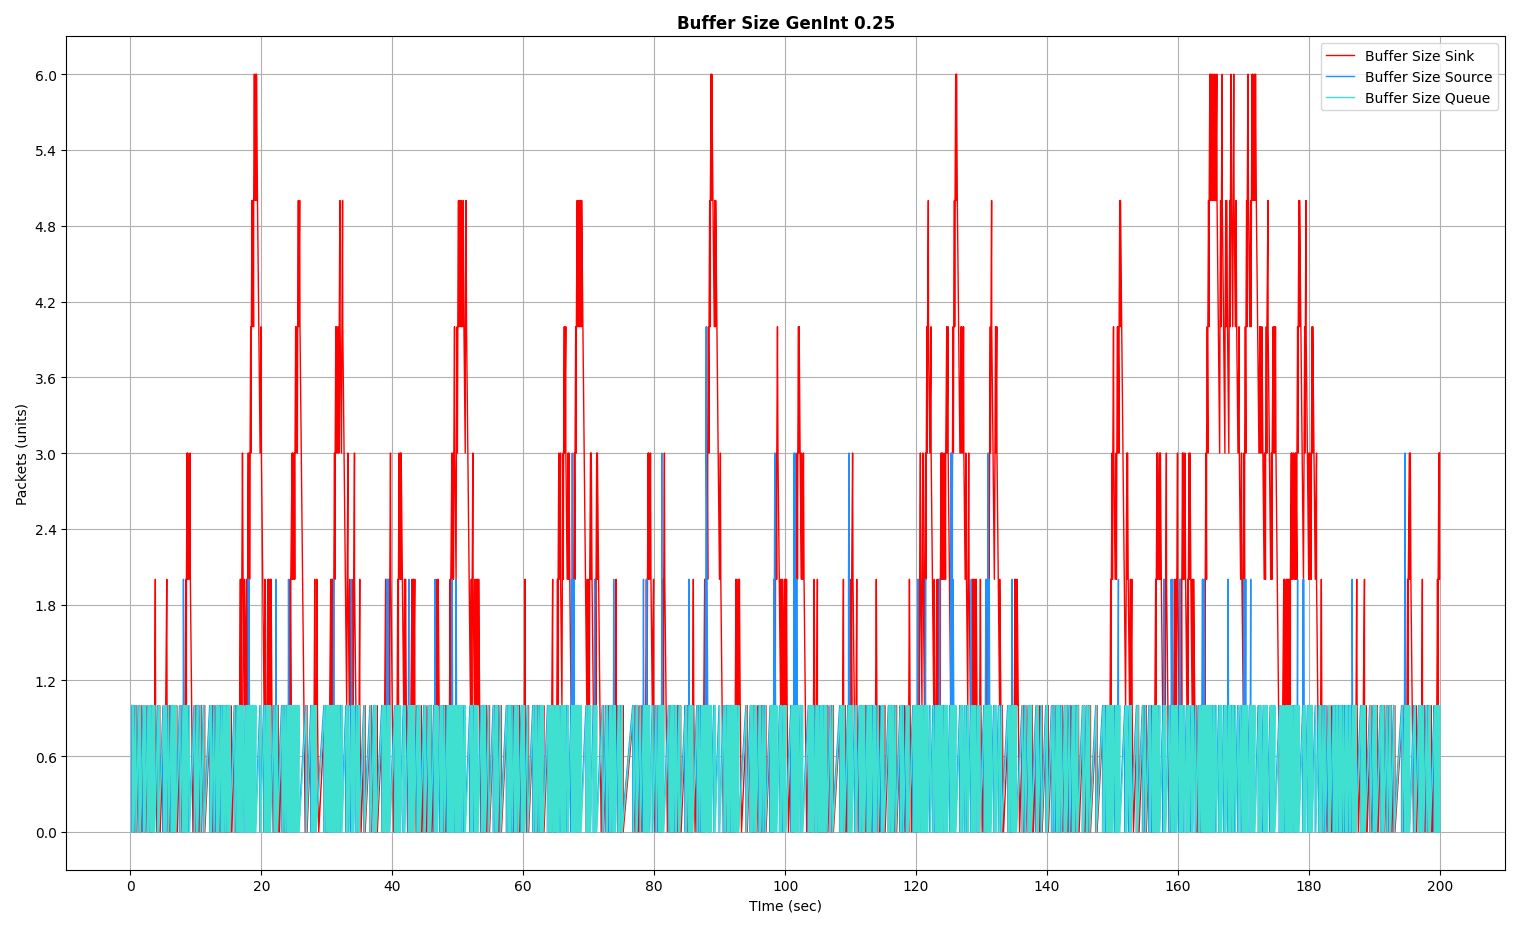 Buffer Size GenInt 0.25
Buffer Size Sink
Buffer Size Source
Buffer Size Queue
Packets (units)
6.0
5.4
4.8
4.2
3.6
3.0
2.4
1.8
1.2
0.6
0.0
0 20 40 60 80 100 120 140 160 180 200
TIme (sec)